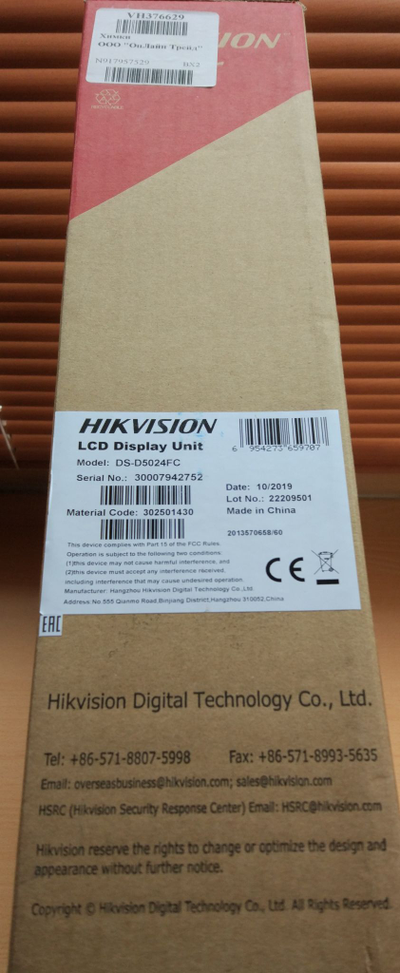 VH376629
Химки
ООО "ОнЛайн Трейд"
N917957529 BS2
HIKVISION
LCD Display Unit
6 954273 659707
Model: DS-D5024FC
Serial No.: 30007942752
Date: 10/2019
Lot No.: 22209501
Material Code: 302501430
Made in China
2013570658/60
This device complies with Part 15 of the FCC Rules
Operation is subject to the following two conditions:
(1)this device may not cause harmful interference, and
(2)this device must accept any interference received,
including interference that may cause undesired operation.
Manufacturer: Hangzhou Hikvision Digital Technology Co.,Ltd.
Address:No.555 Qianmo Road,Binjiang District,Hangzhou 310052,China
CE
EAC
Hikvision Digital Technology Co., Ltd.
Tel: +86-571-8807-5998 Fax: +86-571-8993-5635
Email: overseasbusiness@hikvision.com; sales@hikvision.com
HSRC (Hikvision Security Response Center) Email: HSRC@hikvision.com
Hikvision reserve the rights to change or optimize the design and
appearance without further notice.
Copyright © Hikvision Digital Technology Co., Ltd. All Rights Reserved.